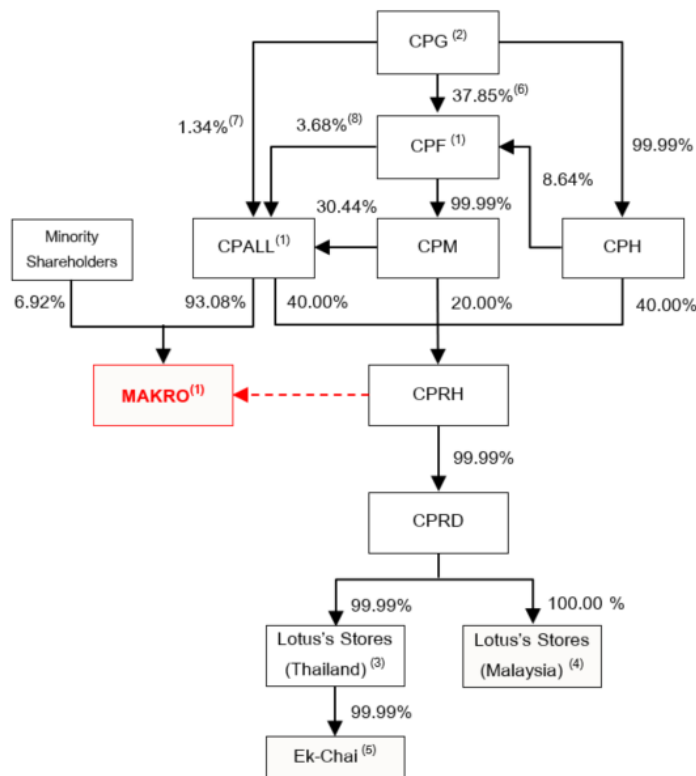 CPG (2)
37.85%(6)
1.34%(7)
3.68%(8)
CPF (1)
99.99%
8.64%
30.44%
99.99%
Minority
Shareholders
CPALL(1)
CPM
CPH
6.92%
93.08%
40.00%
20.00%
40.00%
MAKRO(1)
CPRH
99.99%
CPRD
99.99%
100.00 %
Lotus's Stores
(Thailand) (3)
Lotus's Stores
(Malaysia) (4)
99.99%
Ek-Chai (5)